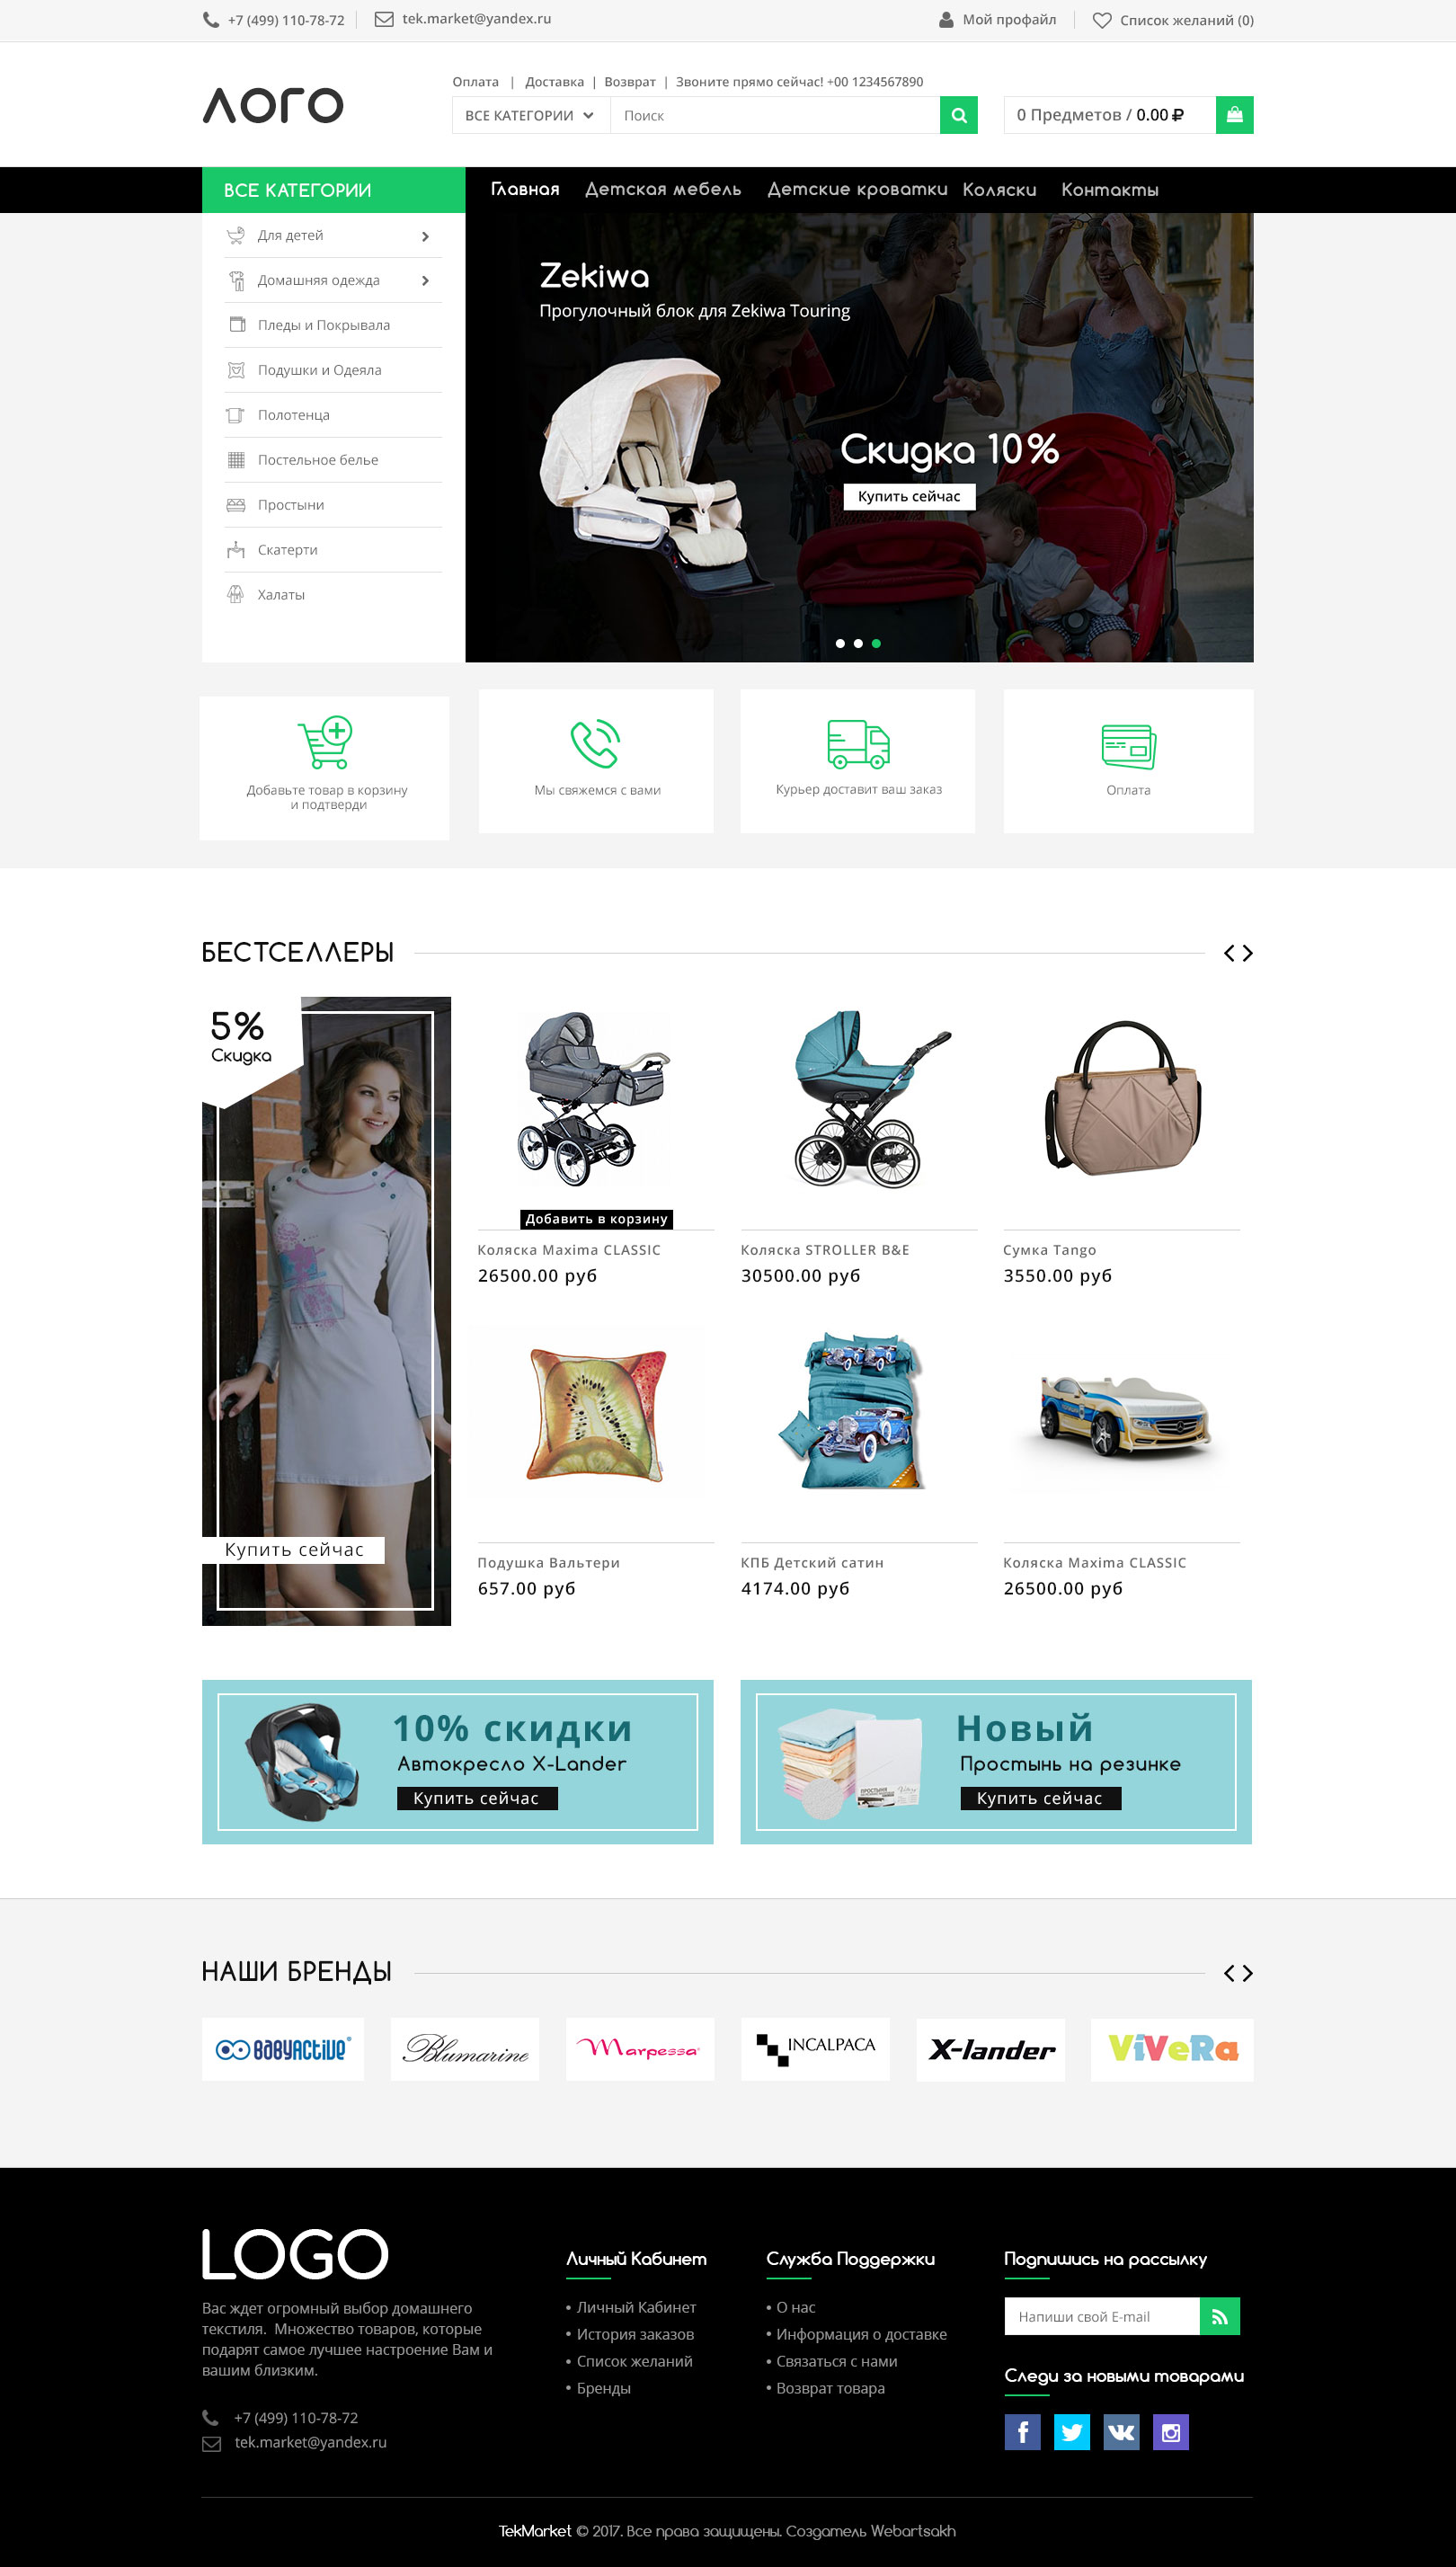 +7 (499) 110-78-72
tek.market@yandex.ru
Мой профайл
Список желаний (0)
Лого
Оплата | Доставка | Возврат | Звоните прямо сейчас! +00 1234567890
ВСЕ КАТЕГОРИИ
Поиск
0 Предметов / 0.00 ₽
ВСЕ КАТЕГОРИИ
Главная
Детская мебель
Детские кроватки
Коляски
Контакты
Для детей
Домашняя одежда
Пледы и Покрывала
Подушки и Одеяла
Полотенца
Постельное белье
Простыни
Скатерти
Халаты
Zekiwa
Прогулочный блок для Zekiwa Touring
Скидка 10%
Купить сейчас
Добавьте товар в корзину
и подтверди
Мы свяжемся с вами
Курьер доставит ваш заказ
Оплата
БЕСТСЕЛЛЕРЫ
5%
Скидка
Купить сейчас
Добавить в корзину
Коляска Maxima CLASSIC
26500.00 руб
Коляска STROLLER B&E
30500.00 руб
Сумка Tango
3550.00 руб
Подушка Вальтери
657.00 руб
КПБ Детский сатин
4174.00 руб
Коляска Maxima CLASSIC
26500.00 руб
10% скидки
Автокресло X-Lander
Купить сейчас
Новый
Простынь на резинке
Купить сейчас
НАШИ БРЕНДЫ
BABYACTIVE
Blumarine
Marpessa
INCALPACA
X-lander
ViVeRa
LOGO
Вас ждет огромный выбор домашнего
текстиля. Множество товаров, которые
подарят самое лучшее настроение Вам и
вашим близким.
+7 (499) 110-78-72
tek.market@yandex.ru
Личный Кабинет
Личный Кабинет
История заказов
Список желаний
Бренды
Служба Поддержки
О нас
Информация о доставке
Связаться с нами
Возврат товара
Подпишись на рассылку
Напиши свой E-mail
Следи за новыми товарами
TekMarket © 2017. Все права защищены. Создатель Webartsakh